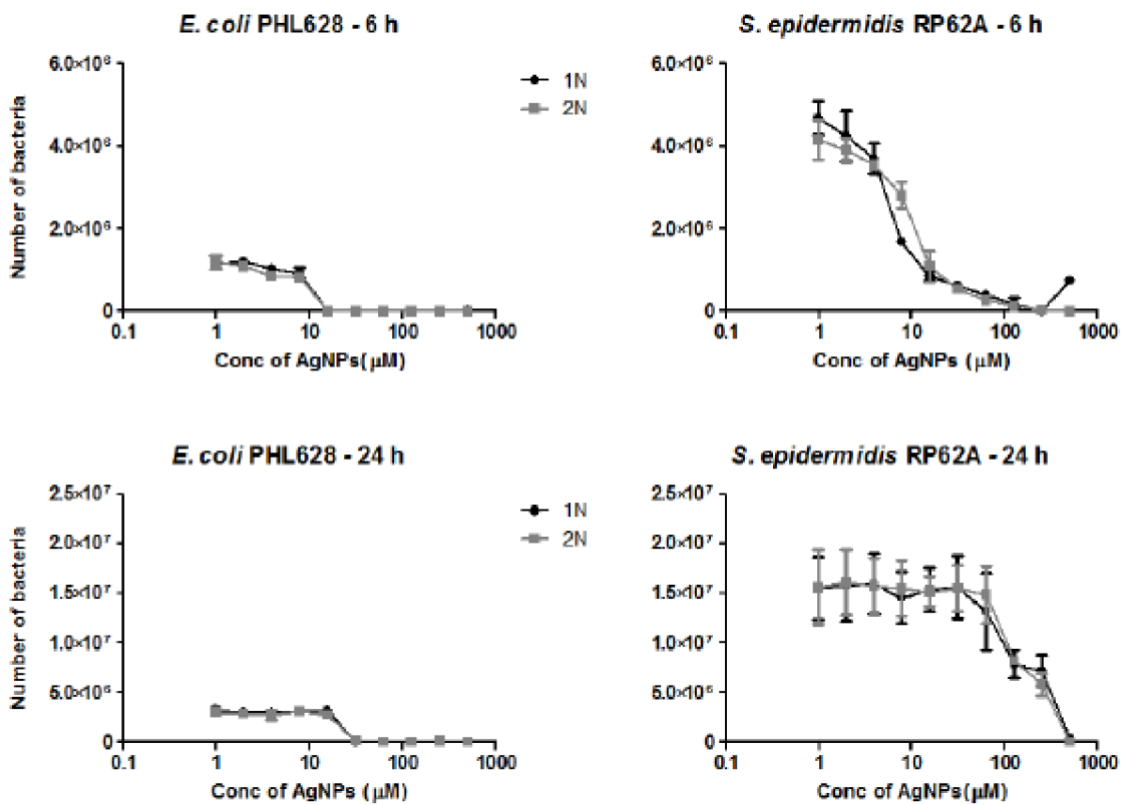 E. coli PHL628 - 6 h
Number of bacteria
6.0×10⁶
4.0×10⁶
2.0×10⁶
0
0.1 1 10 100 1000
Conc of AgNPs(μM)
1N
2N
S. epidermidis RP62A - 6 h
6.0×10⁶
4.0×10⁶
2.0×10⁶
0
0.1 1 10 100 1000
Conc of AgNPs (μM)
E. coli PHL628 - 24 h
Number of bacteria
2.5×10⁷
2.0×10⁷
1.5×10⁷
1.0×10⁷
5.0×10⁶
0
0.1 1 10 100 1000
Conc of AgNPs (μM)
1N
2N
S. epidermidis RP62A - 24 h
2.5×10⁷
2.0×10⁷
1.5×10⁷
1.0×10⁷
5.0×10⁶
0
0.1 1 10 100 1000
Conc of AgNPs (μM)